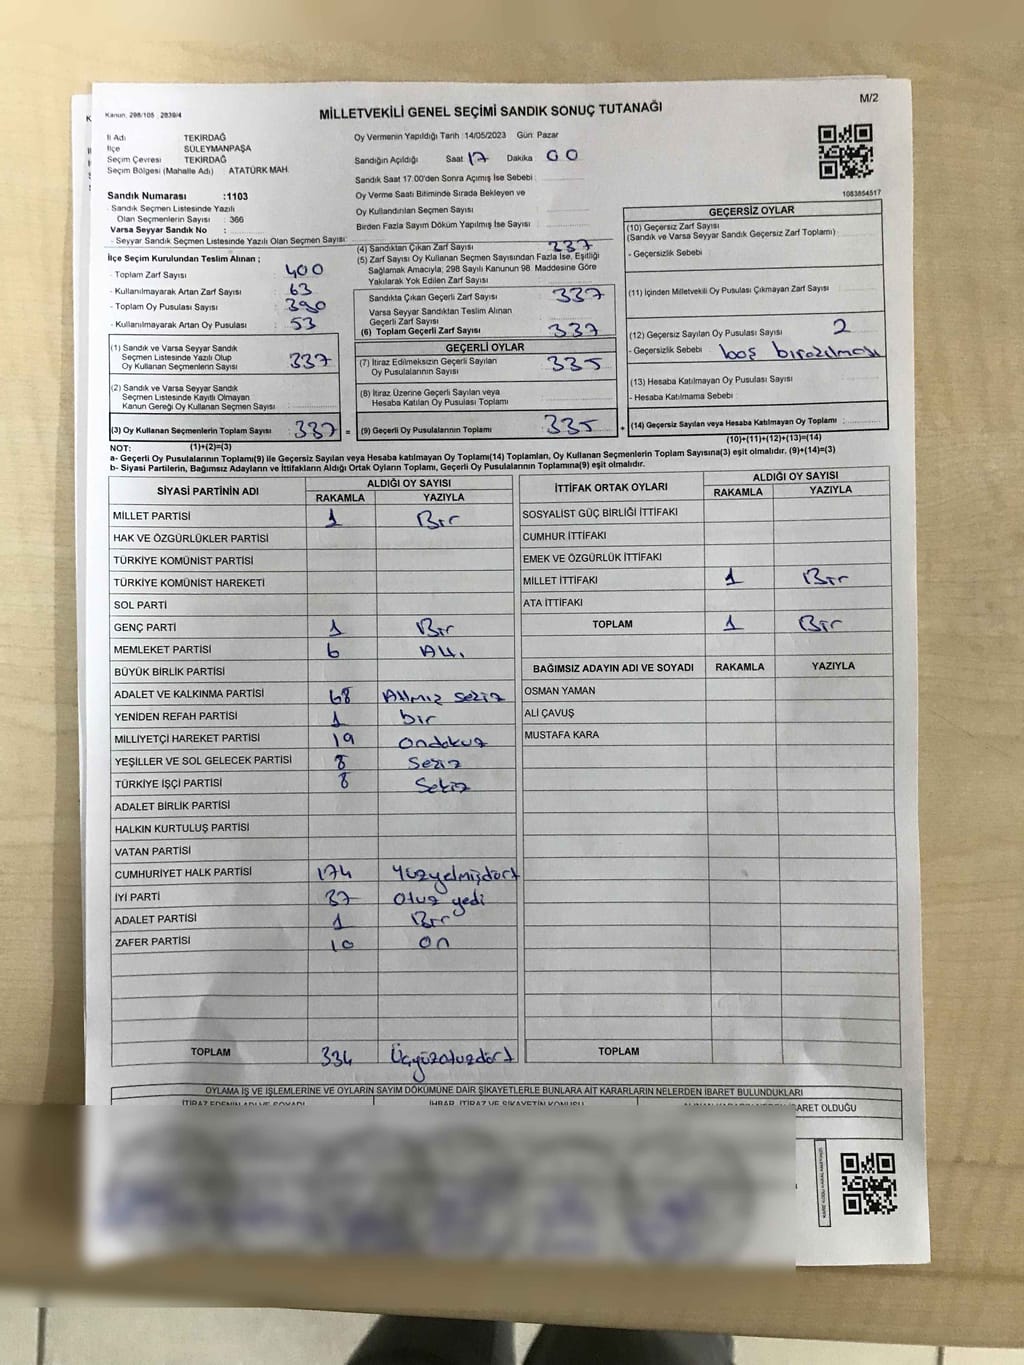 M/2
Kanun, 298/105 , 2839/4
MİLLETVEKİLİ GENEL SEÇİMİ SANDIK SONUÇ TUTANAĞI
İl Adı TEKİRDAĞ
İlçe SÜLEYMANPAŞA
Seçim Çevresi TEKİRDAĞ
Seçim Bölgesi (Mahalle Adı) : ATATÜRK MAH.
Sandık Numarası :1103
- Sandık Seçmen Listesinde Yazılı
Olan Seçmenlerin Sayısı : 366
Varsa Seyyar Sandık No :
- Seyyar Sandık Seçmen Listesinde Yazılı Olan Seçmen Sayısı:
İlçe Seçim Kurulundan Teslim Alınan ;
- Toplam Zarf Sayısı 400
- Kullanılmayarak Artan Zarf Sayısı 63
- Toplam Oy Pusulası Sayısı 390
- Kullanılmayarak Artan Oy Pusulası 53
(1) Sandık ve Varsa Seyyar Sandık
Seçmen Listesinde Yazılı Olup
Oy Kullanan Seçmenlerin Sayısı 337
(2) Sandık ve Varsa Seyyar Sandık
Seçmen Listesinde Kayıtlı Olmayan
Kanun Gereği Oy Kullanan Seçmen Sayısı
(3) Oy Kullanan Seçmenlerin Toplam Sayısı : 337 =
Oy Vermenin Yapıldığı Tarih :14/05/2023 Gün: Pazar
Sandığın Açıldığı Saat 17 Dakika 00
Sandık Saat 17.00'den Sonra Açımış İse Sebebi :
Oy Verme Saati Bitiminde Sırada Bekleyen ve
Oy Kullandırılan Seçmen Sayısı
Birden Fazla Sayım Döküm Yapılmış İse Sayısı :
(4) Sandıktan Çıkan Zarf Sayısı 337
(5) Zarf Sayısı Oy Kullanan Seçmen Sayısından Fazla İse, Eşitliği
Sağlamak Amacıyla; 298 Sayılı Kanunun 98. Maddesine Göre
Yakılarak Yok Edilen Zarf Sayısı
Sandıkta Çıkan Geçerli Zarf Sayısı 337
Varsa Seyyar Sandıktan Teslim Alınan
Geçerli Zarf Sayısı
(6) Toplam Geçerli Zarf Sayısı 337
GEÇERLİ OYLAR
(7) İtiraz Edilmeksizin Geçerli Sayılan
Oy Pusulalarının Sayısı 335
(8) İtiraz Üzerine Geçerli Sayılan veya
Hesaba Katılan Oy Pusulası Toplamı
(9) Geçerli Oy Pusulalarının Toplamı 335 +
1083854517
GEÇERSİZ OYLAR
(10) Geçersiz Zarf Sayısı
(Sandık ve Varsa Seyyar Sandık Geçersiz Zarf Toplamı)
- Geçersizlik Sebebi
(11) İçinden Milletvekili Oy Pusulası Çıkmayan Zarf Sayısı
(12) Geçersiz Sayılan Oy Pusulası Sayısı 2
- Geçersizlik Sebebi boş bırakılması
(13) Hesaba Katılmayan Oy Pusulası Sayısı
- Hesaba Katılmama Sebebi :
(14) Geçersiz Sayılan veya Hesaba Katılmayan Oy Toplamı :
NOT: (1)+(2)=(3) (10)+(11)+(12)+(13)=(14)
a- Geçerli Oy Pusulalarının Toplamı(9) ile Geçersiz Sayılan veya Hesaba katılmayan Oy Toplamı(14) Toplamları, Oy Kullanan Seçmenlerin Toplam Sayısına(3) eşit olmalıdır. (9)+(14)=(3)
b- Siyasi Partilerin, Bağımsız Adayların ve İttifakların Aldığı Ortak Oyların Toplamı, Geçerli Oy Pusulalarının Toplamına(9) eşit olmalıdır.
SİYASİ PARTİNİN ADI ALDIĞI OY SAYISI
RAKAMLA YAZIYLA
MİLLET PARTİSİ 1 Bir
HAK VE ÖZGÜRLÜKLER PARTİSİ
TÜRKİYE KOMÜNİST PARTİSİ
TÜRKİYE KOMÜNİST HAREKETİ
SOL PARTİ
GENÇ PARTİ 1 Bir
MEMLEKET PARTİSİ 6 Altı
BÜYÜK BİRLİK PARTİSİ
ADALET VE KALKINMA PARTİSİ 68 Altmız sekiz
YENİDEN REFAH PARTİSİ 1 bir
MİLLİYETÇİ HAREKET PARTİSİ 19 ondokuz
YEŞİLLER VE SOL GELECEK PARTİSİ 8 Sekiz
TÜRKİYE İŞÇİ PARTİSİ 8 Sekiz
ADALET BİRLİK PARTİSİ
HALKIN KURTULUŞ PARTİSİ
VATAN PARTİSİ
CUMHURİYET HALK PARTİSİ 174 Yüzyelmişdört
İYİ PARTİ 37 Otuz yedi
ADALET PARTİSİ 1 Bir
ZAFER PARTİSİ 10 on
TOPLAM 334 Üçyüzotuzdört
İTTİFAK ORTAK OYLARI ALDIĞI OY SAYISI
RAKAMLA YAZIYLA
SOSYALİST GÜÇ BİRLİĞİ İTTİFAKI
CUMHUR İTTİFAKI
EMEK VE ÖZGÜRLÜK İTTİFAKI
MİLLET İTTİFAKI 1 Bir
ATA İTTİFAKI
TOPLAM 1 Bir
BAĞIMSIZ ADAYIN ADI VE SOYADI RAKAMLA YAZIYLA
OSMAN YAMAN
ALİ ÇAVUŞ
MUSTAFA KARA
TOPLAM
OYLAMA İŞ VE İŞLEMLERİNE VE OYLARIN SAYIM DÖKÜMÜNE DAİR ŞİKAYETLERLE BUNLARA AİT KARARLARIN NELERDEN İBARET BULUNDUKLARI
İTİRAZ EDENİN ADI VE SOYADI İHBAR, İTİRAZ VE ŞİKAYETİN KONUSU ALINAN KARARIN NEDEN İBARET OLDUĞU